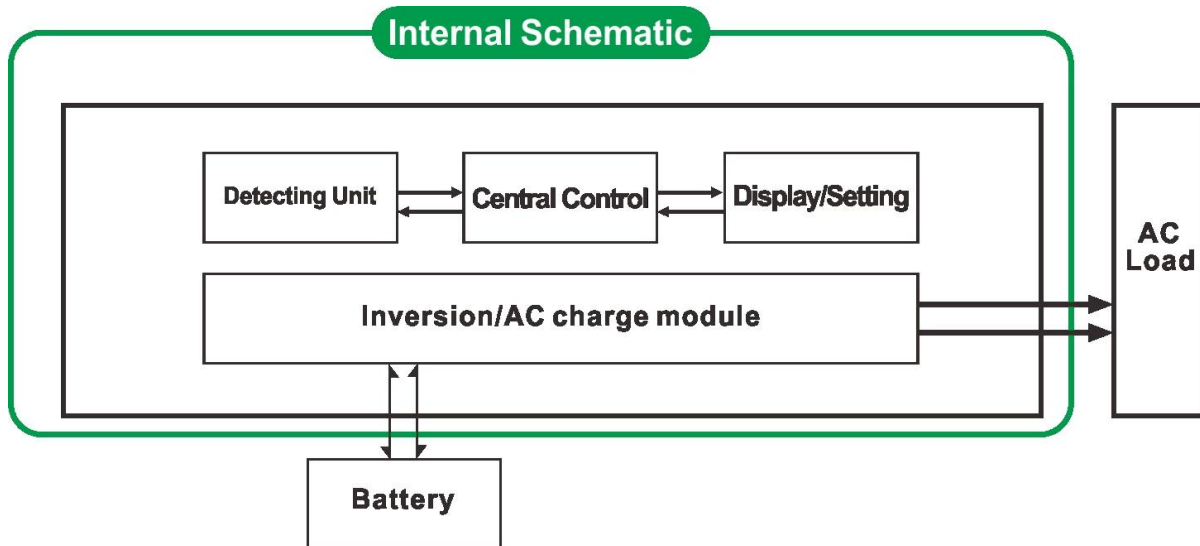 Internal Schematic
Detecting Unit
Central Control
Display/Setting
Inversion/AC charge module
AC
Load
Battery